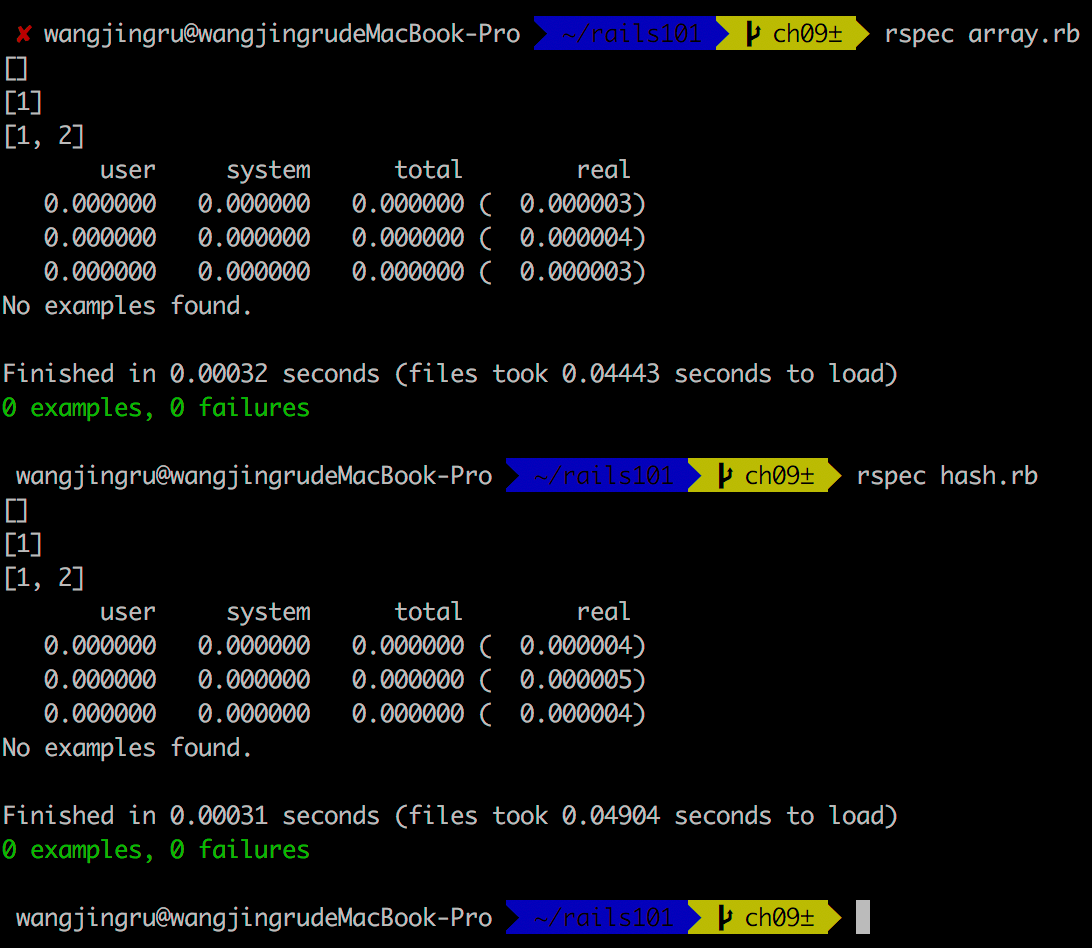 ✘ wangjingru@wangjingrudeMacBook-Pro ~/rails101 ch09± rspec array.rb
[]
[1]
[1, 2]
user system total real
0.000000 0.000000 0.000000 ( 0.000003)
0.000000 0.000000 0.000000 ( 0.000004)
0.000000 0.000000 0.000000 ( 0.000003)
No examples found.
Finished in 0.00032 seconds (files took 0.04443 seconds to load)
0 examples, 0 failures
wangjingru@wangjingrudeMacBook-Pro ~/rails101 ch09± rspec hash.rb
[]
[1]
[1, 2]
user system total real
0.000000 0.000000 0.000000 ( 0.000004)
0.000000 0.000000 0.000000 ( 0.000005)
0.000000 0.000000 0.000000 ( 0.000004)
No examples found.
Finished in 0.00031 seconds (files took 0.04904 seconds to load)
0 examples, 0 failures
wangjingru@wangjingrudeMacBook-Pro ~/rails101 ch09±